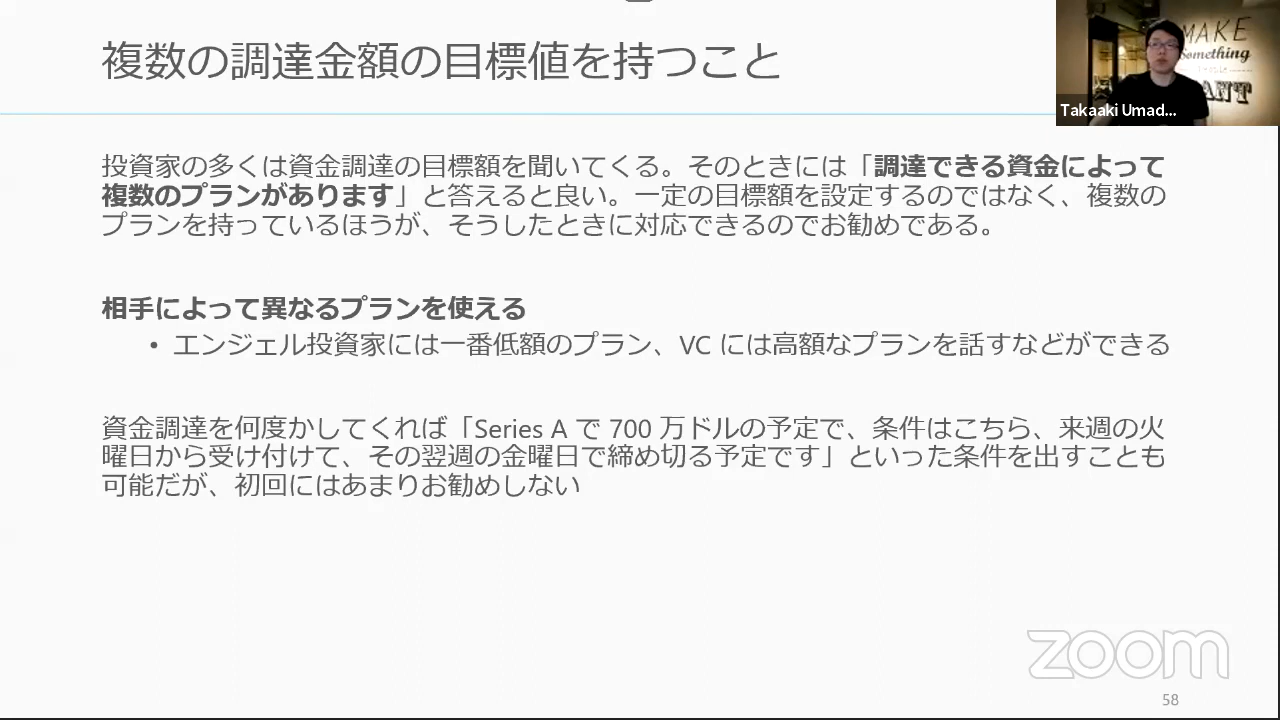 複数の調達金額の目標値を持つこと
MAKE
Something
ANT
Takaaki Umad...
投資家の多くは資金調達の目標額を聞いてくる。そのときには「調達できる資金によって
複数のプランがあります」と答えると良い。一定の目標額を設定するのではなく、複数の
プランを持っているほうが、そうしたときに対応できるのでお勧めである。
相手によって異なるプランを使える
• エンジェル投資家には一番低額のプラン、VC には高額なプランを話すなどができる
資金調達を何度かしてくれば「Series A で 700 万ドルの予定で、条件はこちら、来週の火
曜日から受け付けて、その翌週の金曜日で締め切る予定です」といった条件を出すことも
可能だが、初回にはあまりお勧めしない
zoom
58